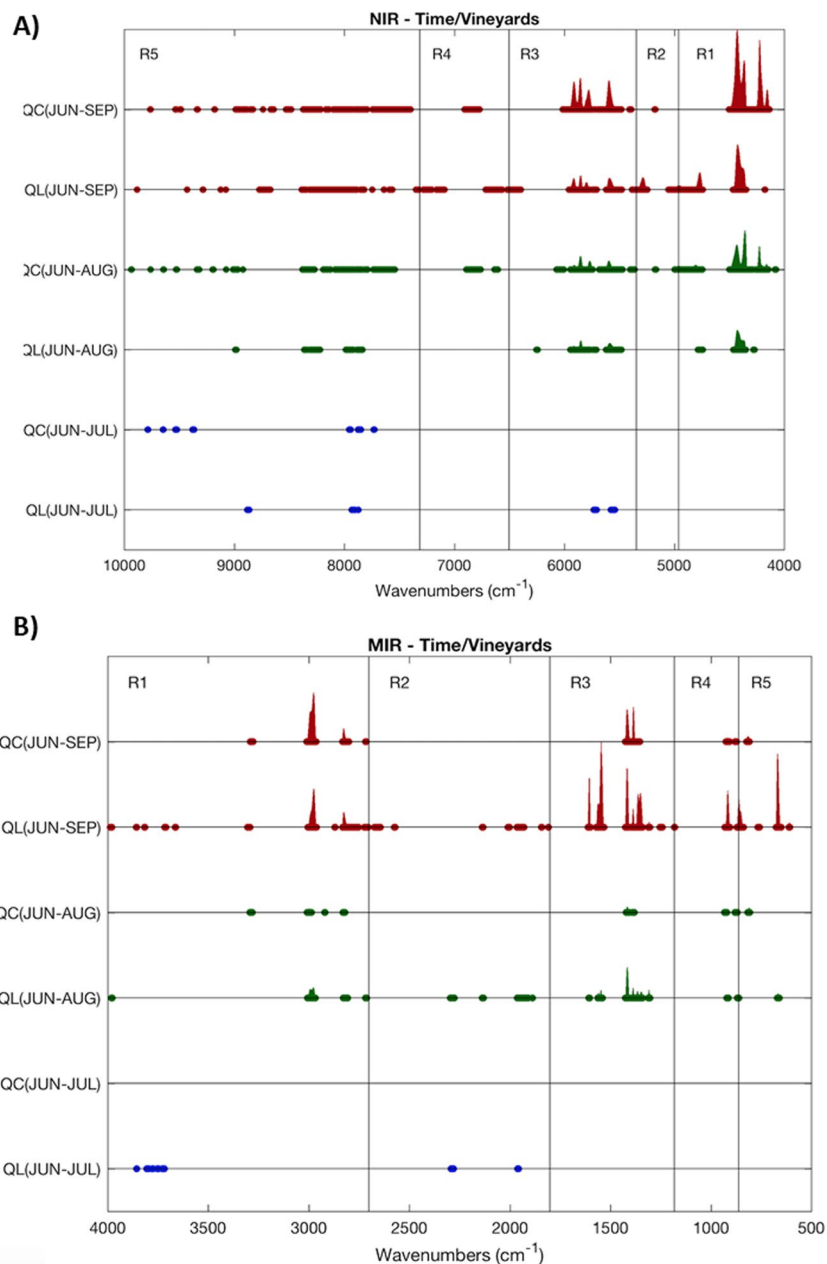 A)
NIR - Time/Vineyards
R5 R4 R3 R2 R1
QC(JUN-SEP)
QL(JUN-SEP)
QC(JUN-AUG)
QL(JUN-AUG)
QC(JUN-JUL)
QL(JUN-JUL)
10000 9000 8000 7000 6000 5000 4000
Wavenumbers (cm⁻¹)
B)
MIR - Time/Vineyards
R1 R2 R3 R4 R5
QC(JUN-SEP)
QL(JUN-SEP)
QC(JUN-AUG)
QL(JUN-AUG)
QC(JUN-JUL)
QL(JUN-JUL)
4000 3500 3000 2500 2000 1500 1000 500
Wavenumbers (cm⁻¹)